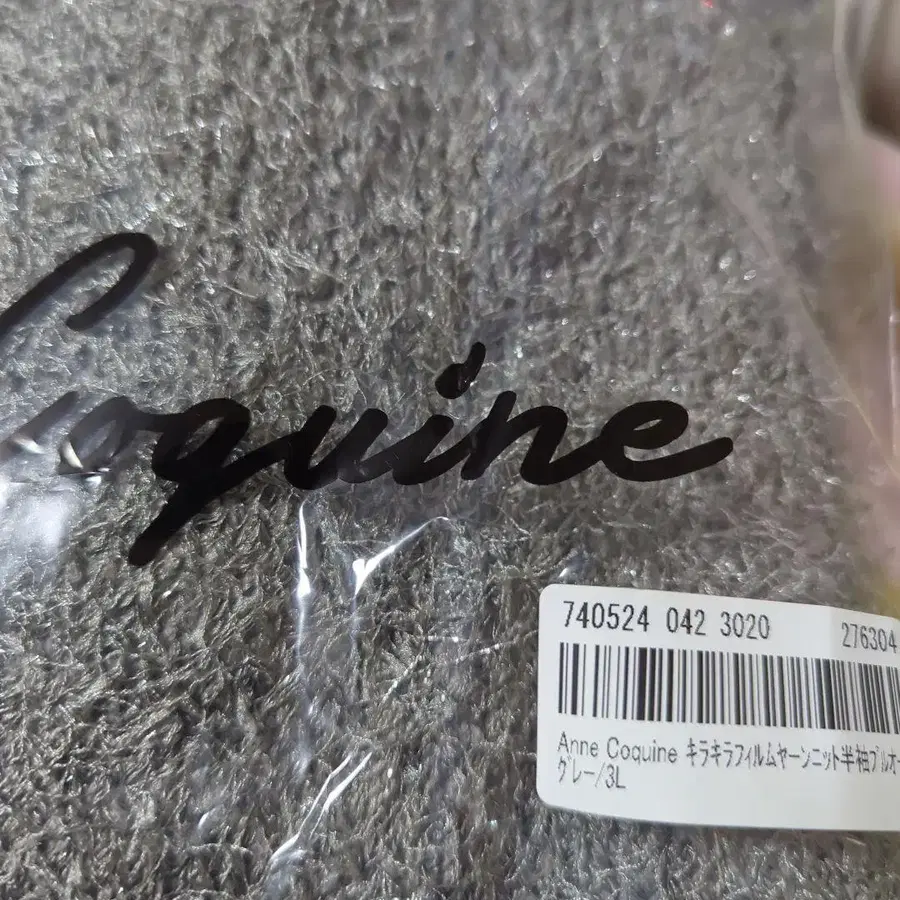 Coquine
740524 042 3020 276304
Anne Coquine ｷﾗｷﾗﾌｨﾙﾑﾔｰﾝﾆｯﾄ半袖ﾌﾟﾙｵｰ
ｸﾞﾚｰ/3L